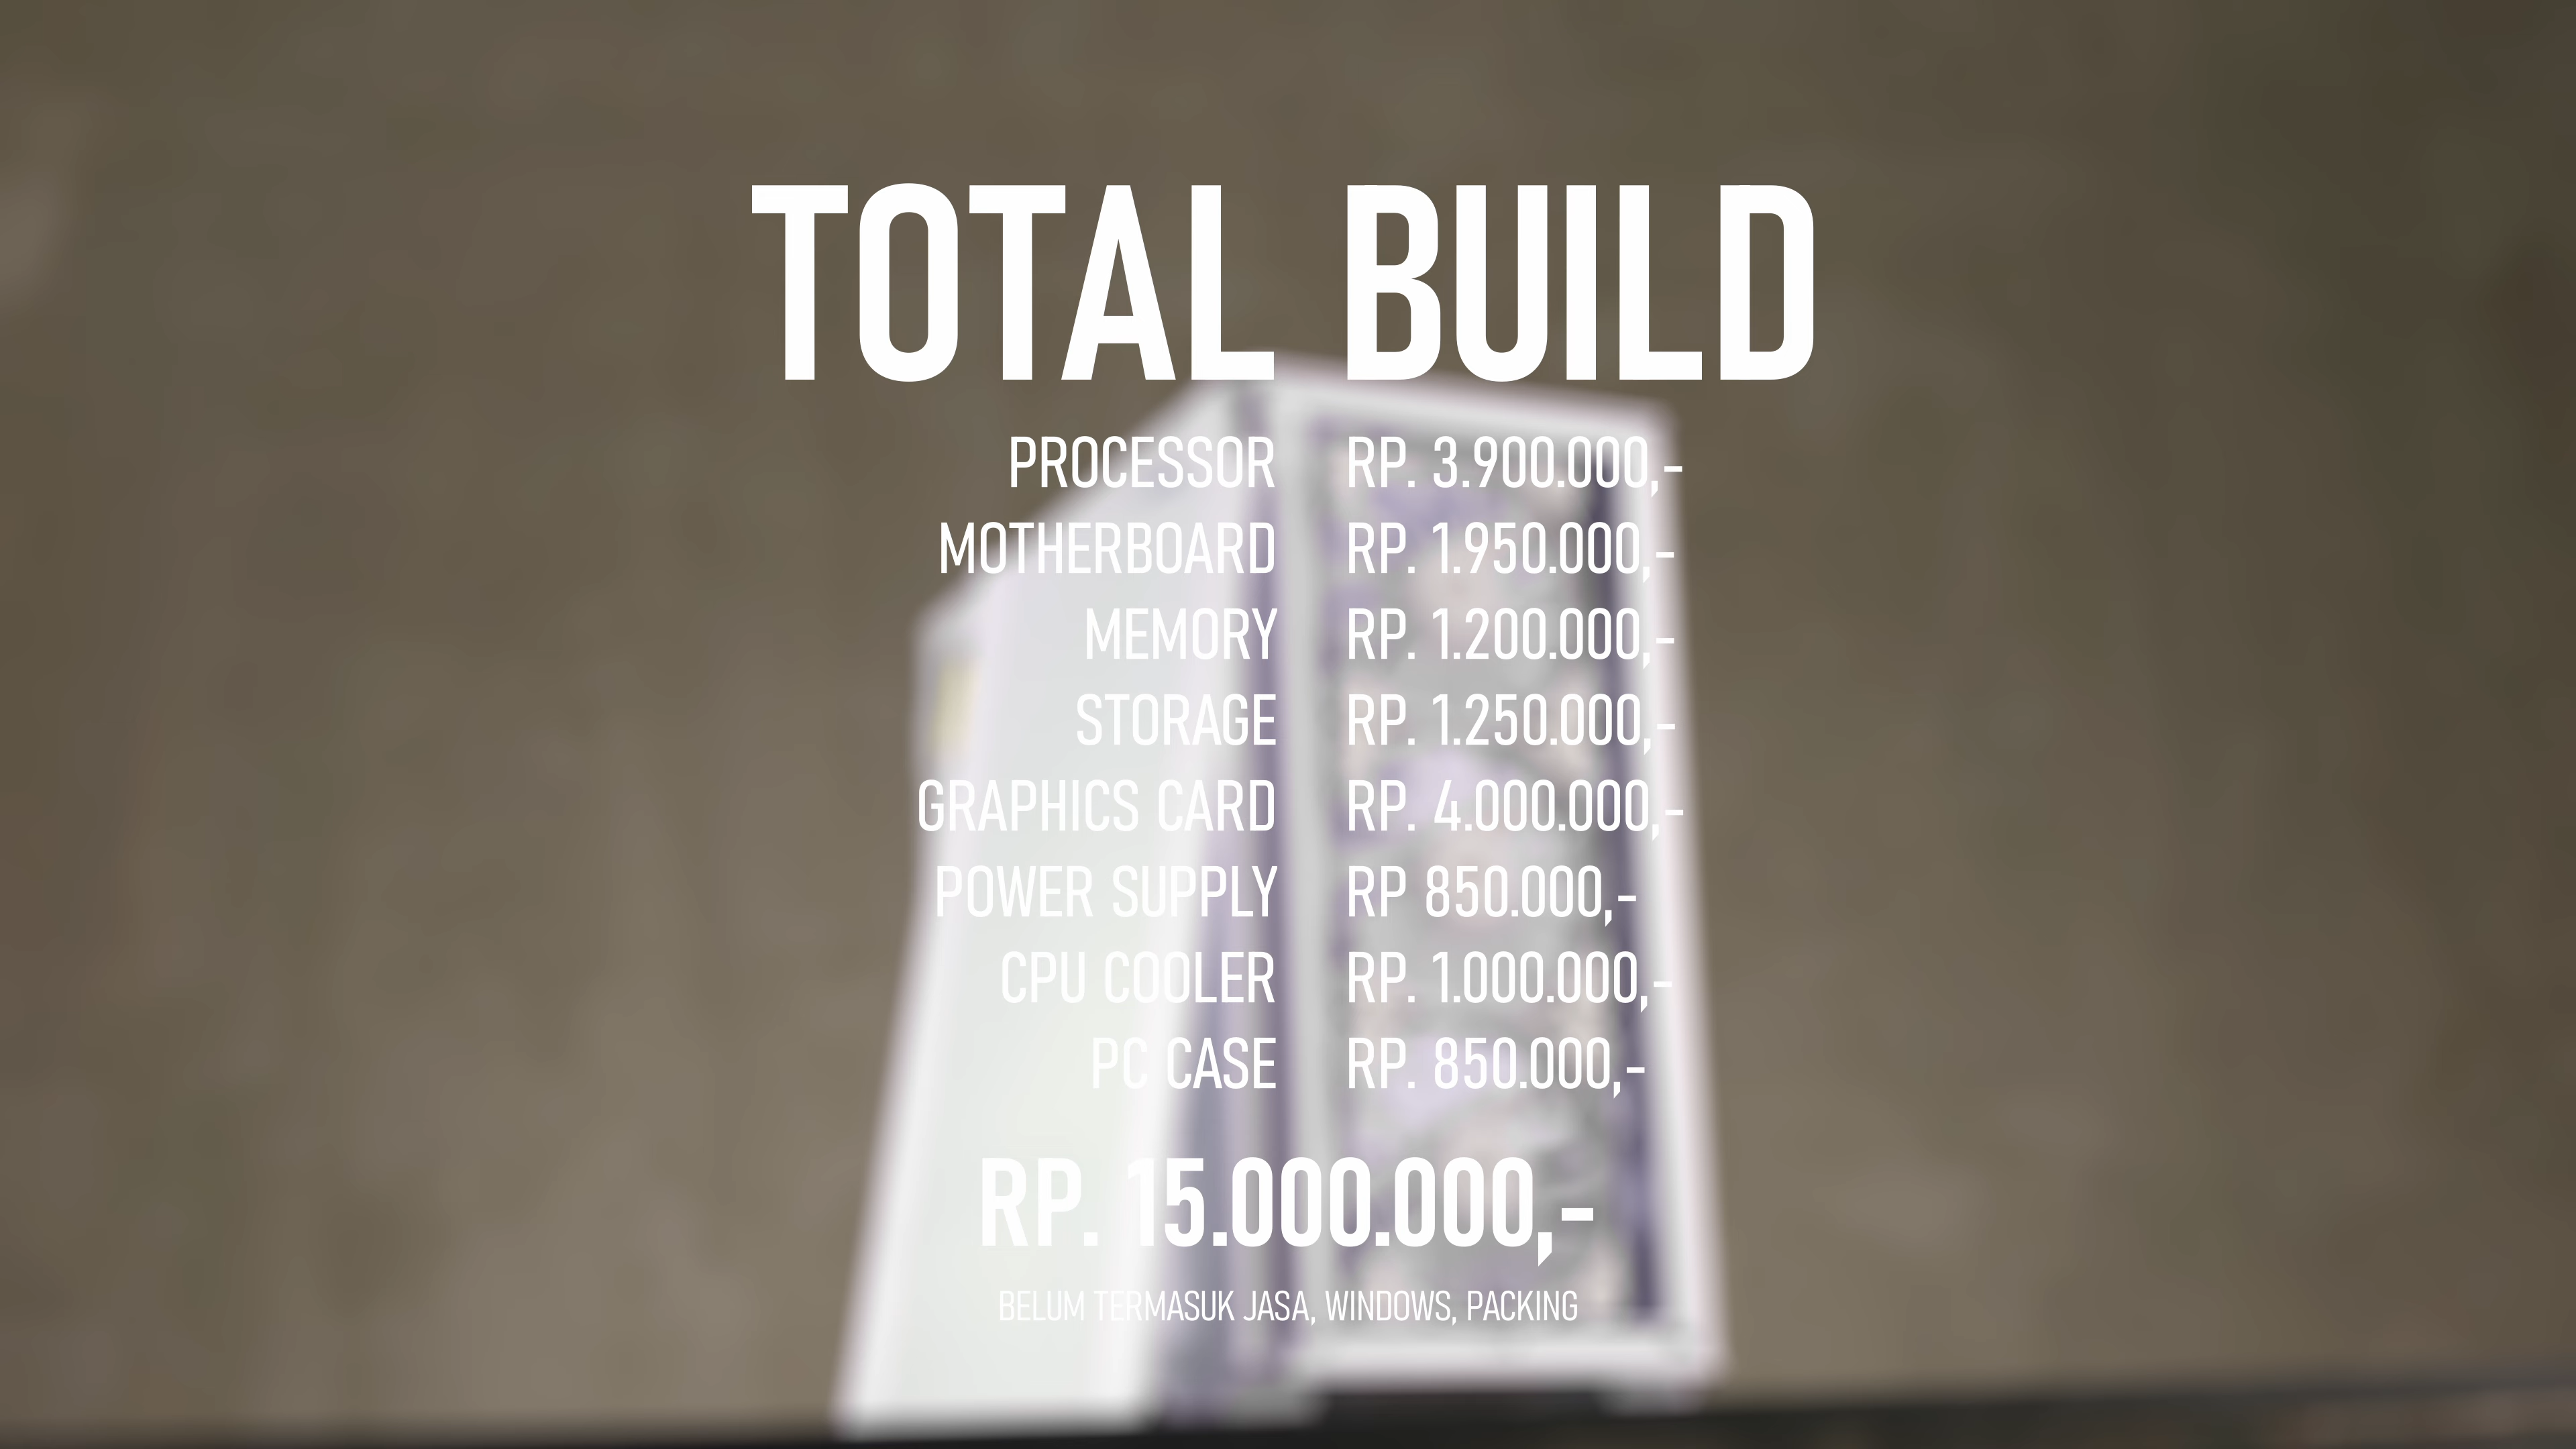 TOTAL BUILD
PROCESSOR RP. 3.900.000,-
MOTHERBOARD RP. 1.950.000,-
MEMORY RP. 1.200.000,-
STORAGE RP. 1.250.000,-
GRAPHICS CARD RP. 4.000.000,-
POWER SUPPLY RP 850.000,-
CPU COOLER RP. 1.000.000,-
PC CASE RP. 850.000,-
RP. 15.000.000,-
BELUM TERMASUK JASA, WINDOWS, PACKING